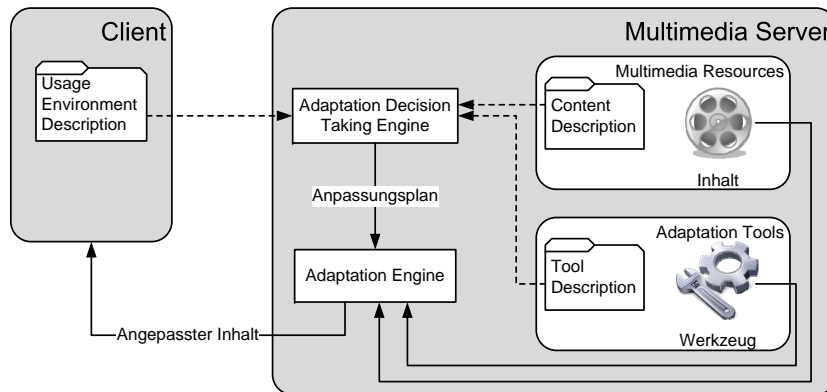 Client
Multimedia Server
Usage
Environment
Description
Adaptation Decision
Taking Engine
Multimedia Resources
Content
Description
Inhalt
Anpassungsplan
Adaptation Tools
Tool
Description
Adaptation Engine
Werkzeug
Angepasster Inhalt